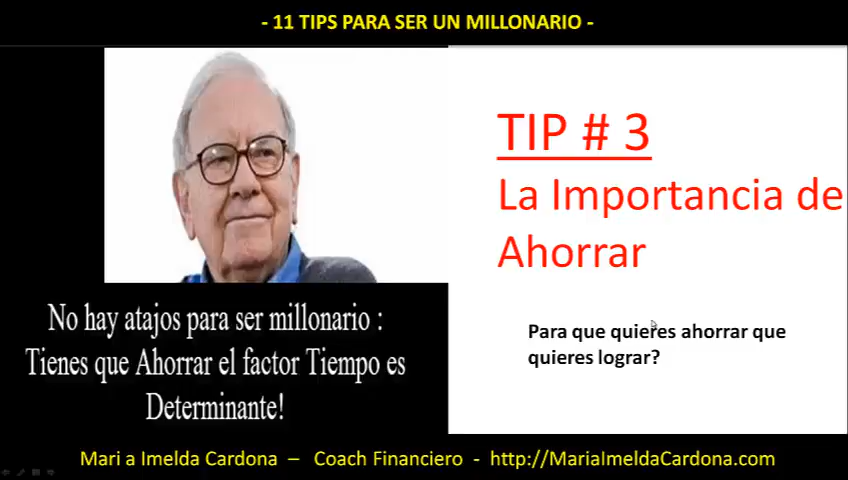 - 11 TIPS PARA SER UN MILLONARIO -
TIP # 3
La Importancia de
Ahorrar
No hay atajos para ser millonario :
Tienes que Ahorrar el factor Tiempo es
Determinante!
Para que quieres ahorrar que
quieres lograr?
Mari a Imelda Cardona – Coach Financiero - http://MariaImeldaCardona.com